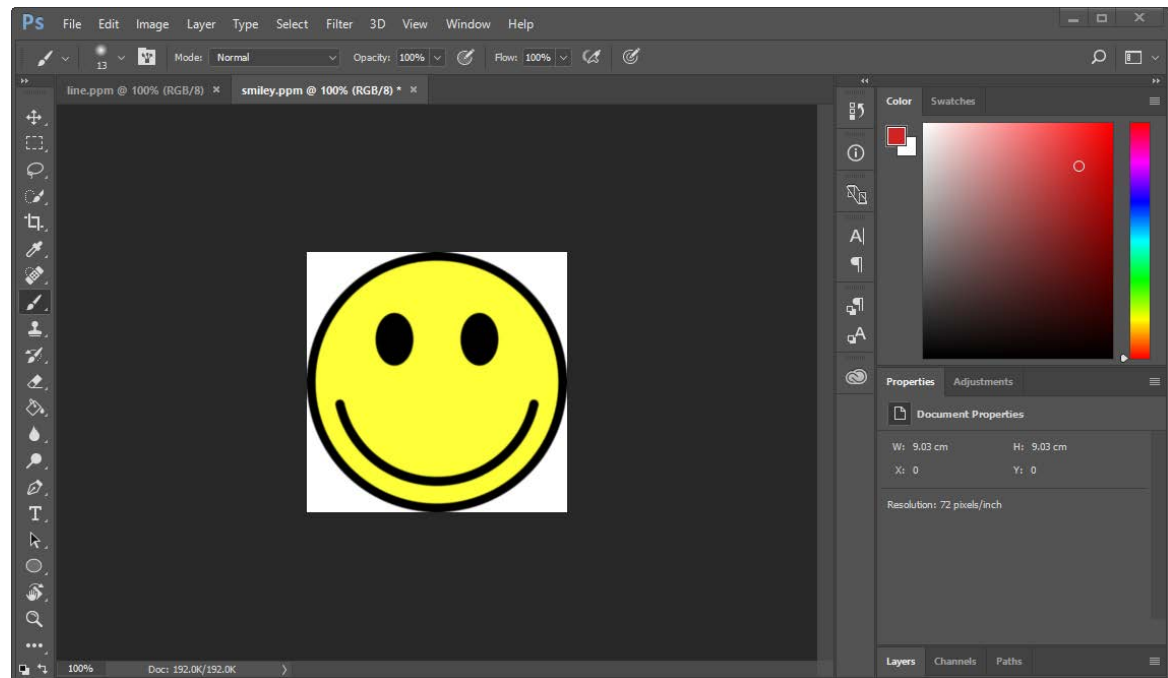 Ps File Edit Image Layer Type Select Filter 3D View Window Help
13 Mode: Normal Opacity: 100% Flow: 100%
line.ppm @ 100% (RGB/8) × smiley.ppm @ 100% (RGB/8) * ×
Color Swatches
Properties Adjustments
Document Properties
W: 9.03 cm H: 9.03 cm
X: 0 Y: 0
Resolution: 72 pixels/inch
Layers Channels Paths
100% Doc: 192.0K/192.0K